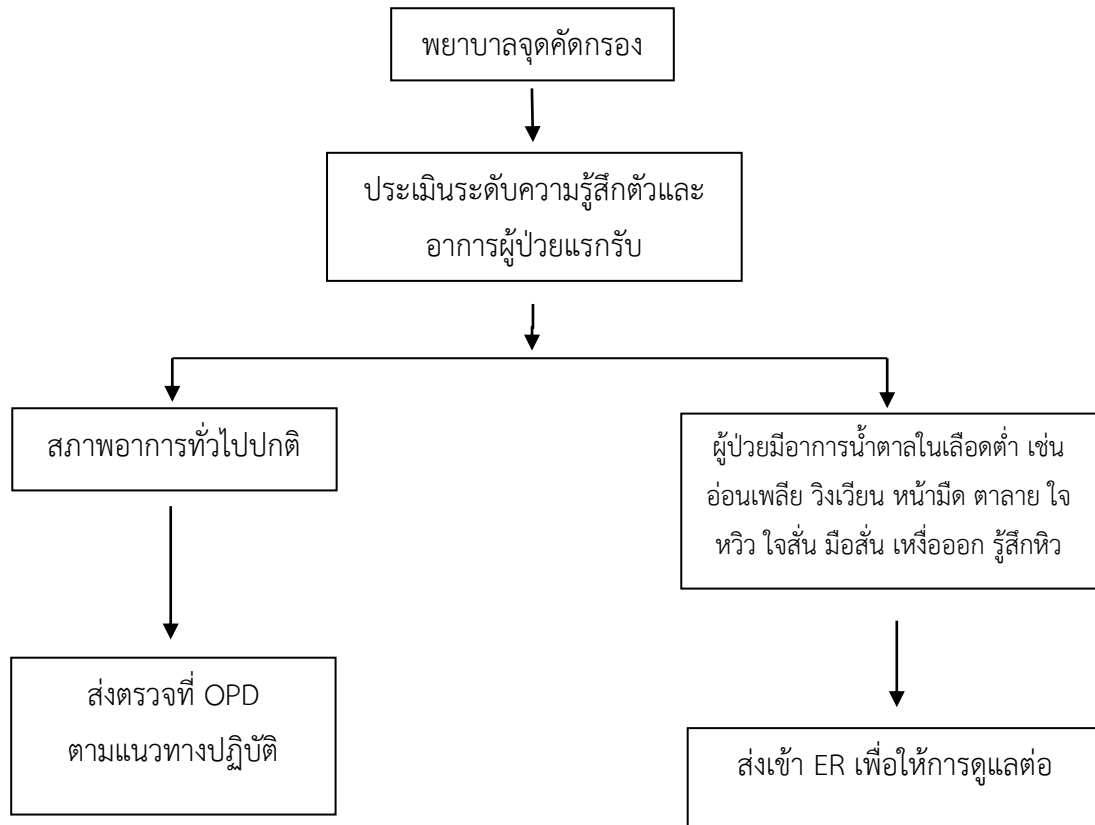 พยาบาลจุดคัดกรอง
ประเมินระดับความรู้สึกตัวและ
อาการผู้ป่วยแรกรับ
สภาพอาการทั่วไปปกติ
ผู้ป่วยมีอาการน้ำตาลในเลือดต่ำ เช่น
อ่อนเพลีย วิงเวียน หน้ามืด ตาลาย ใจ
หวิว ใจสั่น มือสั่น เหงื่อออก รู้สึกหิว
ส่งตรวจที่ OPD
ตามแนวทางปฏิบัติ
ส่งเข้า ER เพื่อให้การดูแลต่อ